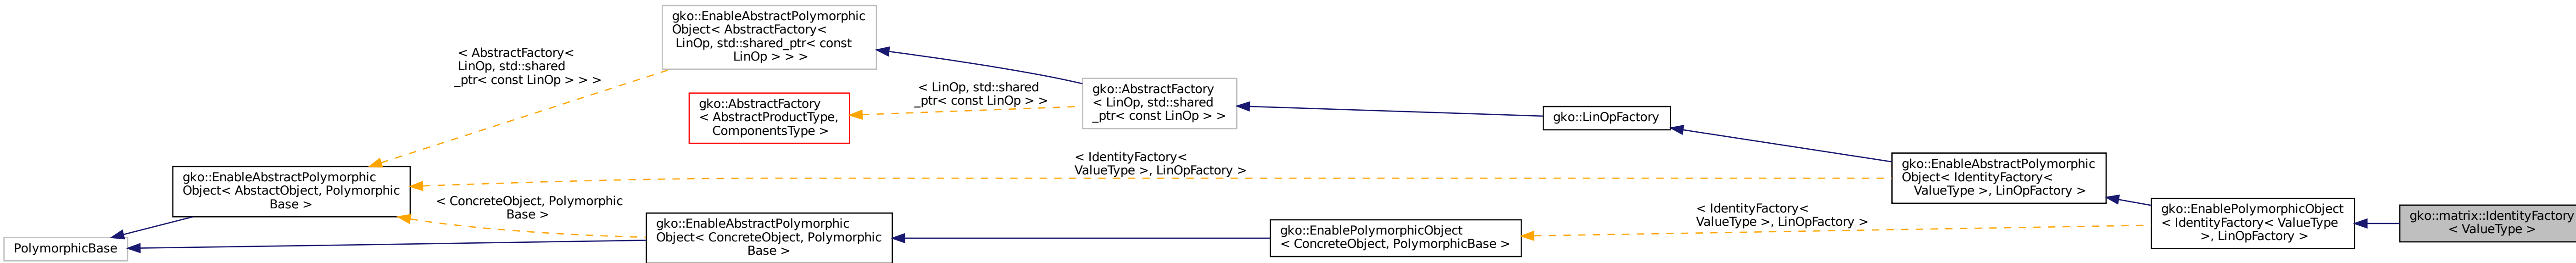 gko::EnableAbstractPolymorphic
Object< AbstractFactory<
LinOp, std::shared_ptr< const
LinOp > > >
< AbstractFactory<
LinOp, std::shared
_ptr< const LinOp > > >
gko::AbstractFactory
< AbstractProductType,
ComponentsType >
< LinOp, std::shared
_ptr< const LinOp > >
gko::AbstractFactory
< LinOp, std::shared
_ptr< const LinOp > >
gko::LinOpFactory
gko::EnableAbstractPolymorphic
Object< AbstactObject, Polymorphic
Base >
< IdentityFactory<
ValueType >, LinOpFactory >
gko::EnableAbstractPolymorphic
Object< IdentityFactory<
ValueType >, LinOpFactory >
< ConcreteObject, Polymorphic
Base >
PolymorphicBase
gko::EnableAbstractPolymorphic
Object< ConcreteObject, Polymorphic
Base >
gko::EnablePolymorphicObject
< ConcreteObject, PolymorphicBase >
< IdentityFactory<
ValueType >, LinOpFactory >
gko::EnablePolymorphicObject
< IdentityFactory< ValueType
>, LinOpFactory >
gko::matrix::IdentityFactory
< ValueType >